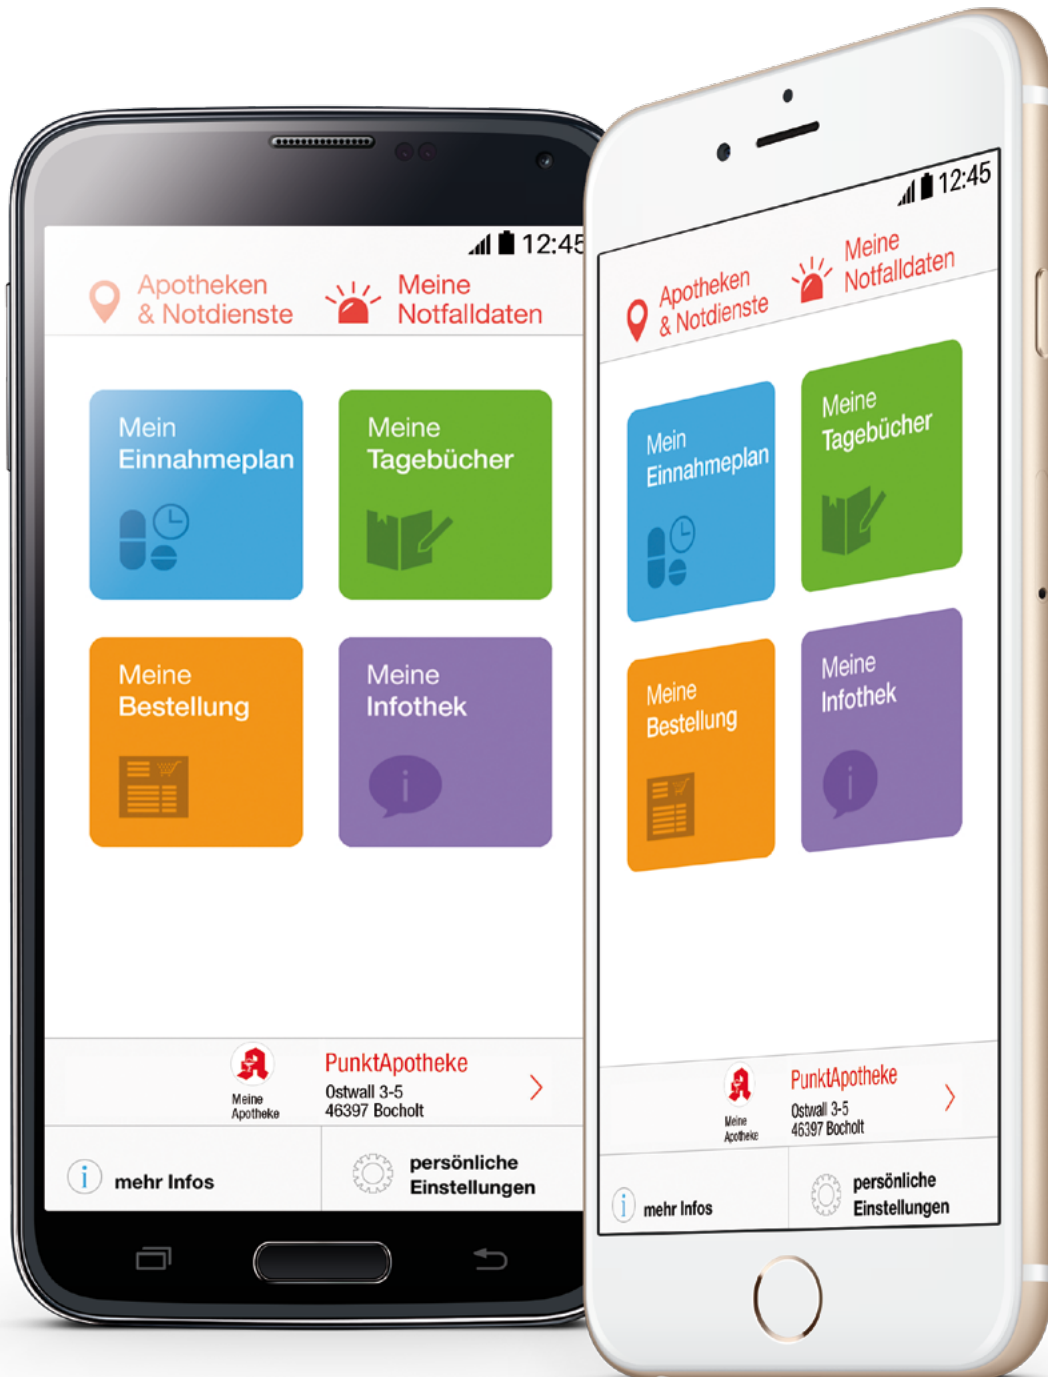 12:45
Apotheken
& Notdienste
Meine
Notfalldaten
Mein
Einnahmeplan
Meine
Tagebücher
Meine
Bestellung
Meine
Infothek
i
Meine
Apotheke
PunktApotheke
Ostwall 3-5
46397 Bocholt
i
mehr Infos
persönliche
Einstellungen
12:45
Apotheken
& Notdienste
Meine
Notfalldaten
Mein
Einnahmeplan
Meine
Tagebücher
Meine
Bestellung
Meine
Infothek
i
Meine
Apotheke
PunktApotheke
Ostwall 3-5
46397 Bocholt
i
mehr Infos
persönliche
Einstellungen